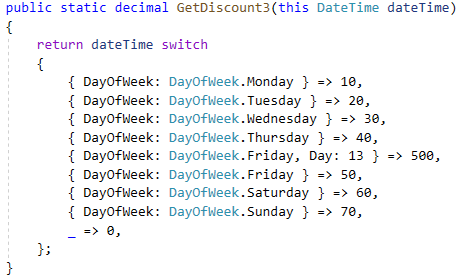 public static decimal GetDiscount3(this DateTime dateTime)
{
    return dateTime switch
    {
        { DayOfWeek: DayOfWeek.Monday } => 10,
        { DayOfWeek: DayOfWeek.Tuesday } => 20,
        { DayOfWeek: DayOfWeek.Wednesday } => 30,
        { DayOfWeek: DayOfWeek.Thursday } => 40,
        { DayOfWeek: DayOfWeek.Friday, Day: 13 } => 500,
        { DayOfWeek: DayOfWeek.Friday } => 50,
        { DayOfWeek: DayOfWeek.Saturday } => 60,
        { DayOfWeek: DayOfWeek.Sunday } => 70,
        _ => 0,
    };
}